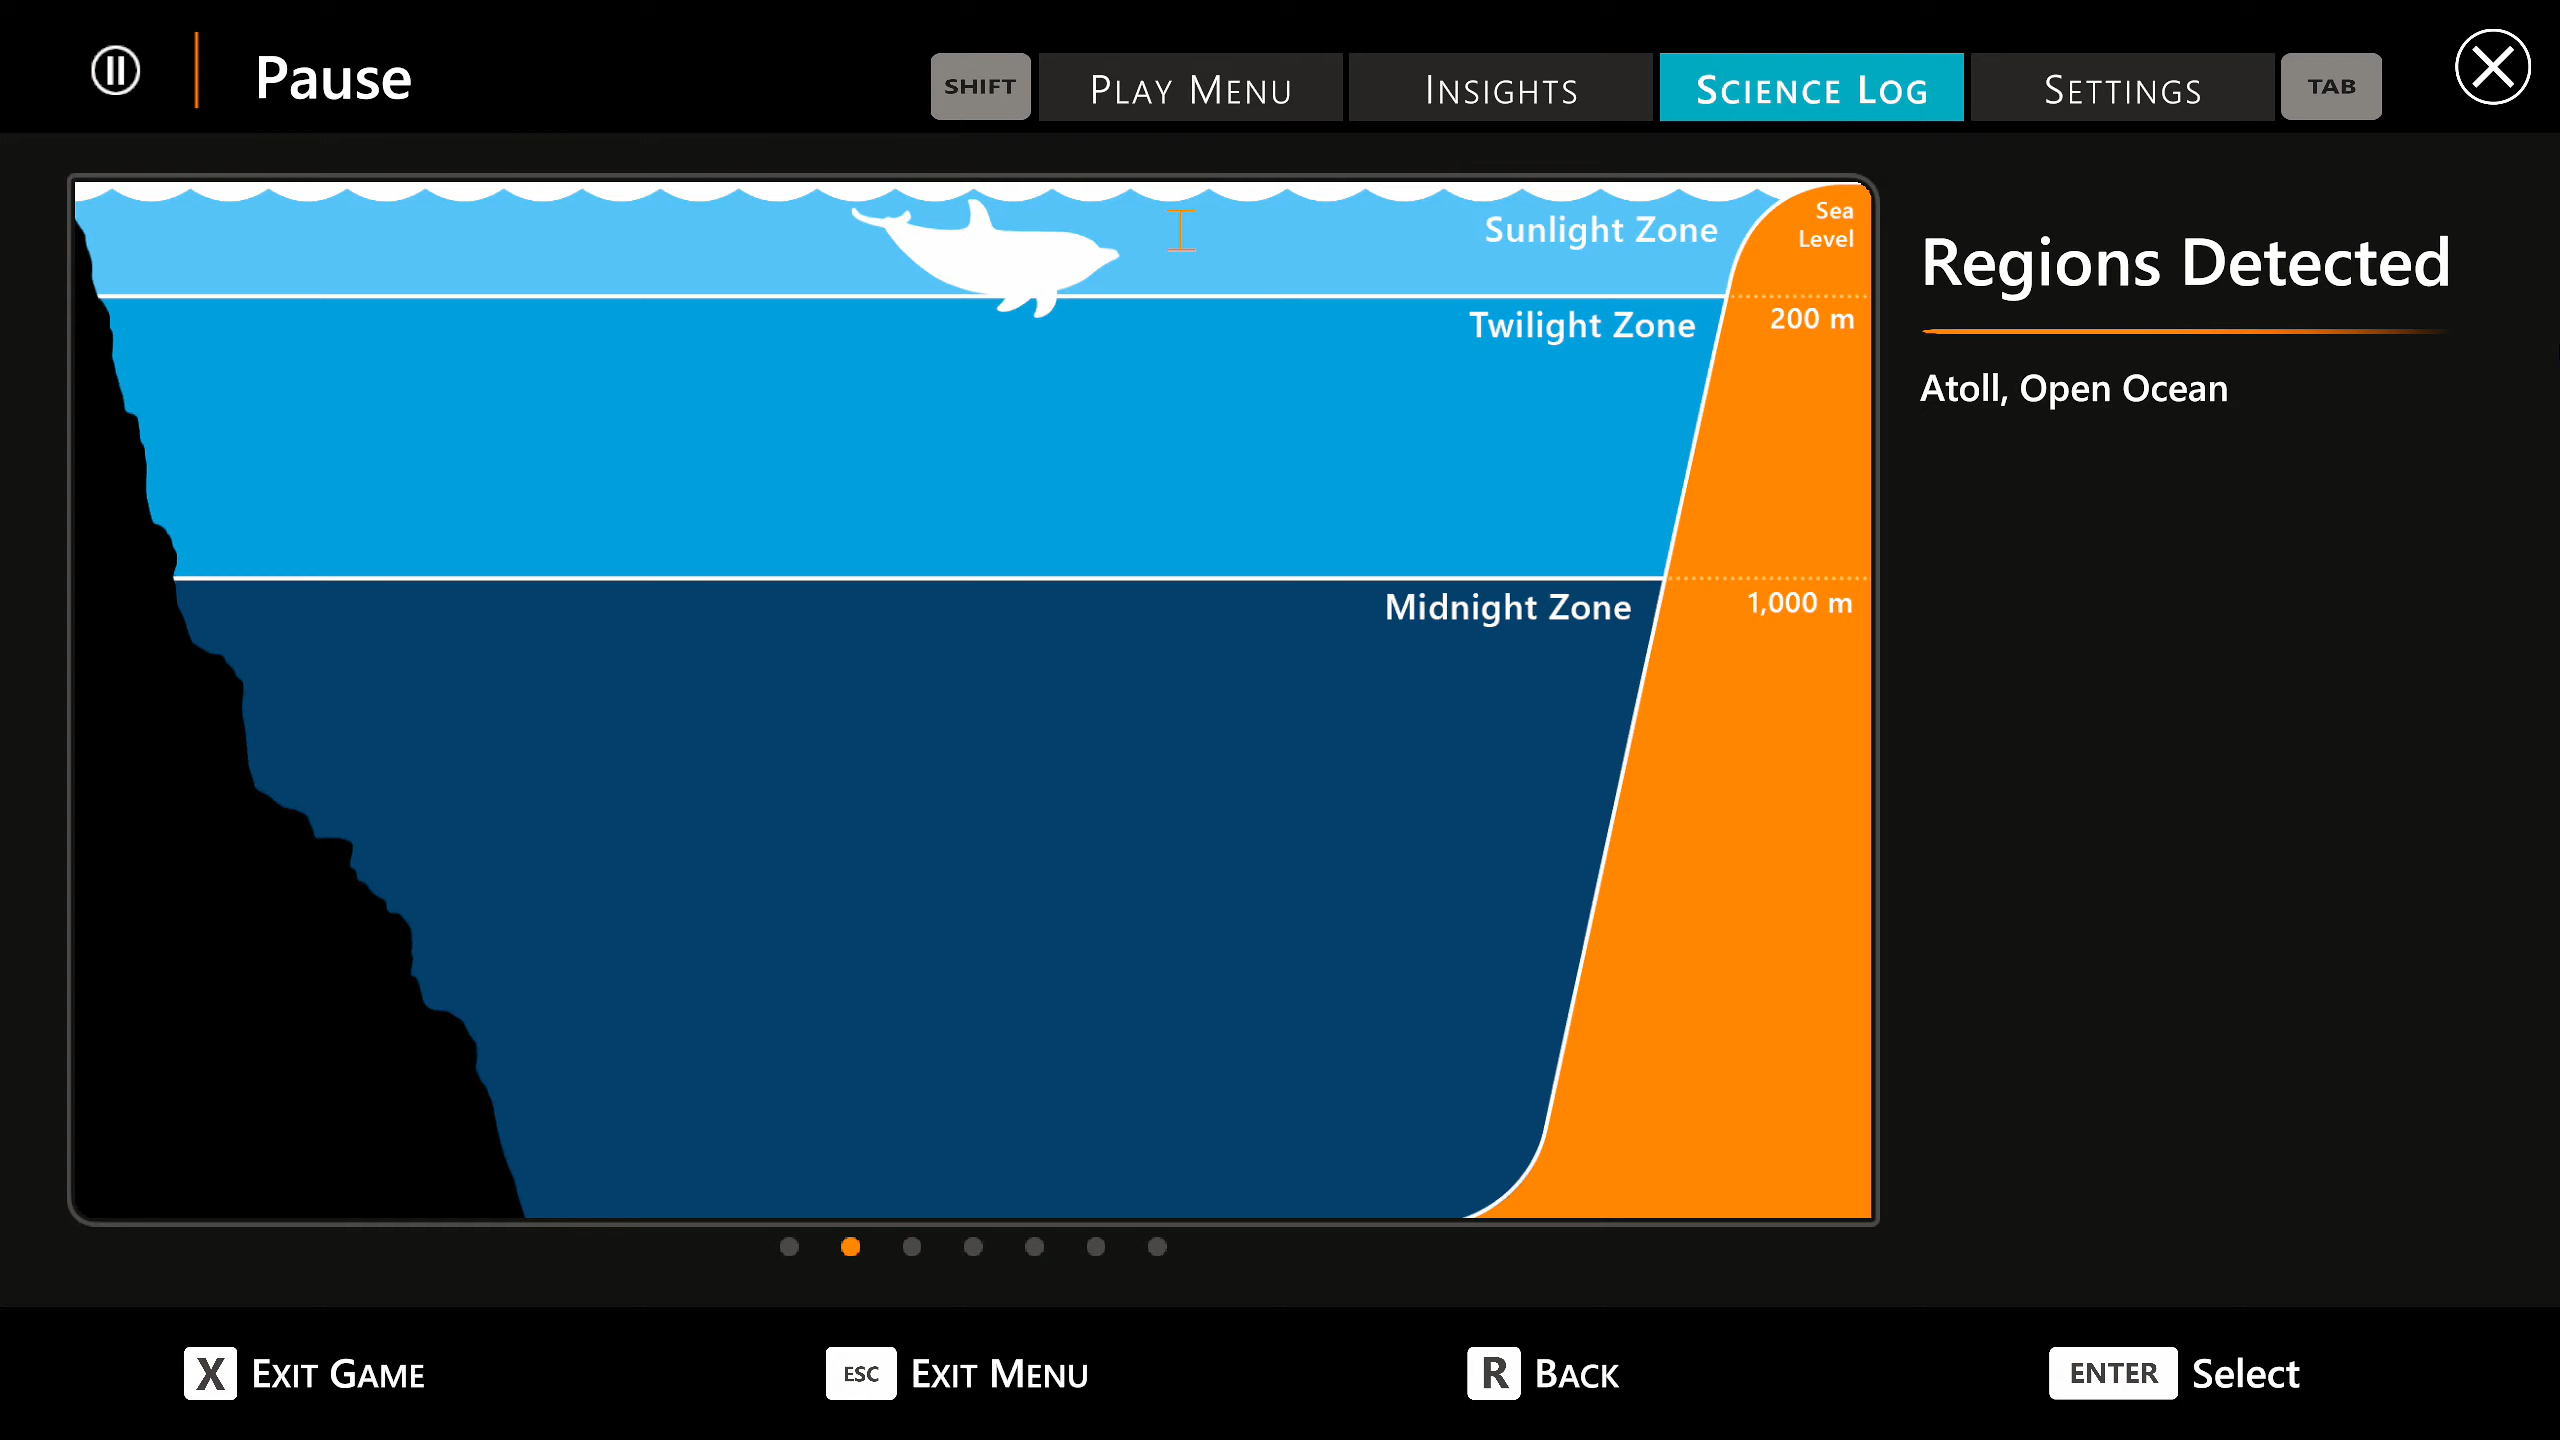 Pause
SHIFT
PLAY MENU
INSIGHTS
SCIENCE LOG
SETTINGS
TAB
Sunlight Zone
Sea
Level
Twilight Zone
200 m
Midnight Zone
1,000 m
Regions Detected
Atoll, Open Ocean
X EXIT GAME
ESC EXIT MENU
R BACK
ENTER Select